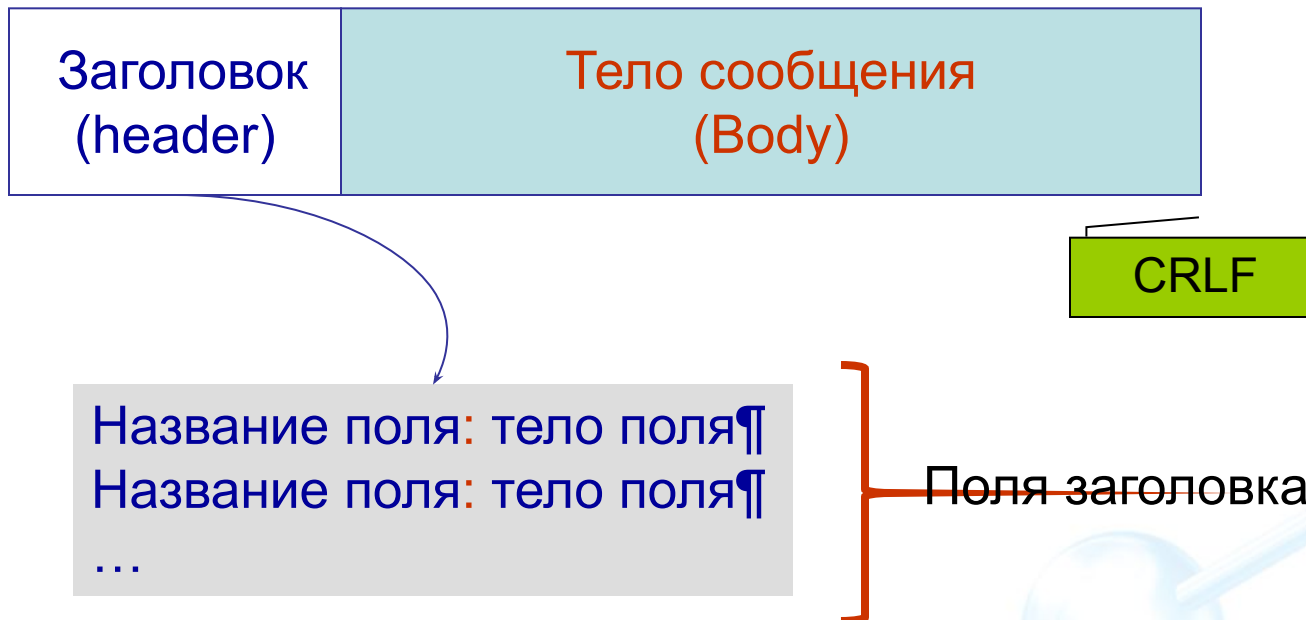 Заголовок
(header)
Тело сообщения
(Body)
CRLF
Название поля: тело поля¶
Название поля: тело поля¶
…
Поля заголовка